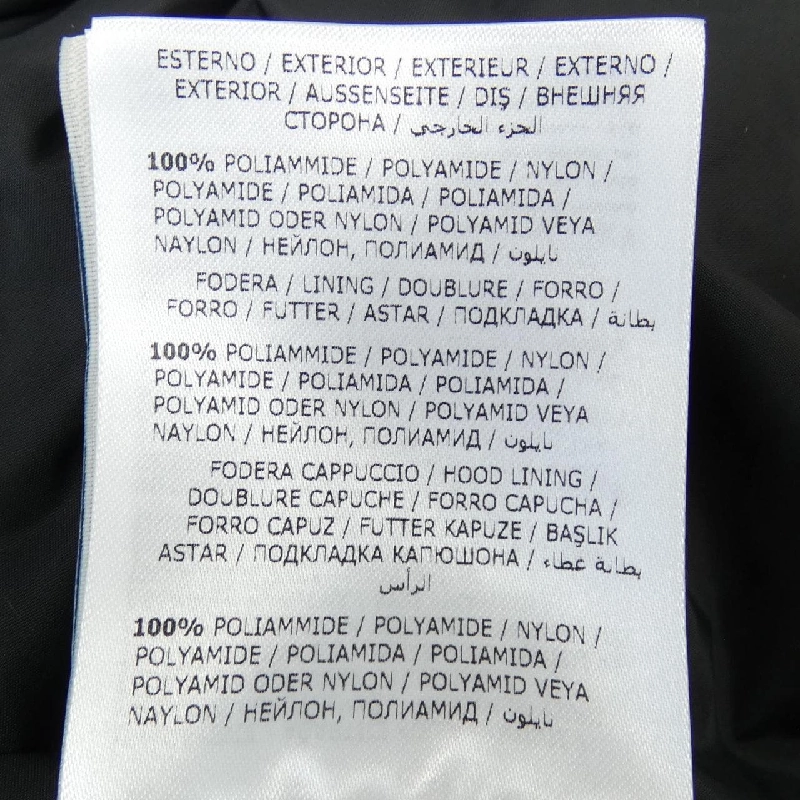 ESTERNO / EXTERIOR / EXTERIEUR / EXTERNO /
EXTERIOR / AUSSENSEITE / DIŞ / ВНЕШНЯЯ
СТОРОНА / الجزء الخارجي
100% POLIAMMIDE / POLYAMIDE / NYLON /
POLYAMIDE / POLIAMIDA / POLIAMIDA /
POLYAMID ODER NYLON / POLYAMID VEYA
NAYLON / НЕЙЛОН, ПОЛИАМИД / نايلون
FODERA / LINING / DOUBLURE / FORRO /
FORRO / FUTTER / ASTAR / ПОДКЛАДКА / بطانة
100% POLIAMMIDE / POLYAMIDE / NYLON /
POLYAMIDE / POLIAMIDA / POLIAMIDA /
POLYAMID ODER NYLON / POLYAMID VEYA
NAYLON / НЕЙЛОН, ПОЛИАМИД / نايلون
FODERA CAPPUCCIO / HOOD LINING /
DOUBLURE CAPUCHE / FORRO CAPUCHA /
FORRO CAPUZ / FUTTER KAPUZE / BAŞLIK
ASTAR / ПОДКЛАДКА КАПЮШОНА / بطانة غطاء
الرأس
100% POLIAMMIDE / POLYAMIDE / NYLON /
POLYAMIDE / POLIAMIDA / POLIAMIDA /
POLYAMID ODER NYLON / POLYAMID VEYA
NAYLON / НЕЙЛОН, ПОЛИАМИД / نايلون